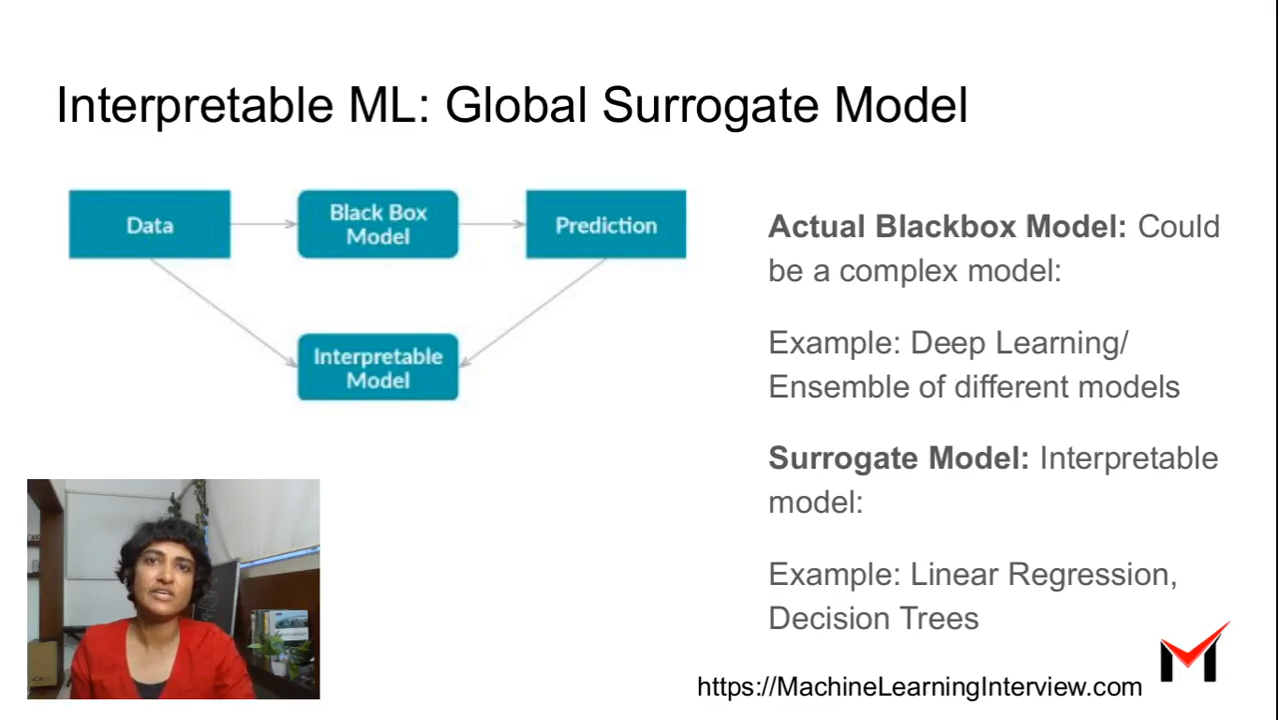 Interpretable ML: Global Surrogate Model
Data
Black Box
Model
Prediction
Interpretable
Model
Actual Blackbox Model: Could
be a complex model:
Example: Deep Learning/
Ensemble of different models
Surrogate Model: Interpretable
model:
Example: Linear Regression,
Decision Trees
https://MachineLearningInterview.com